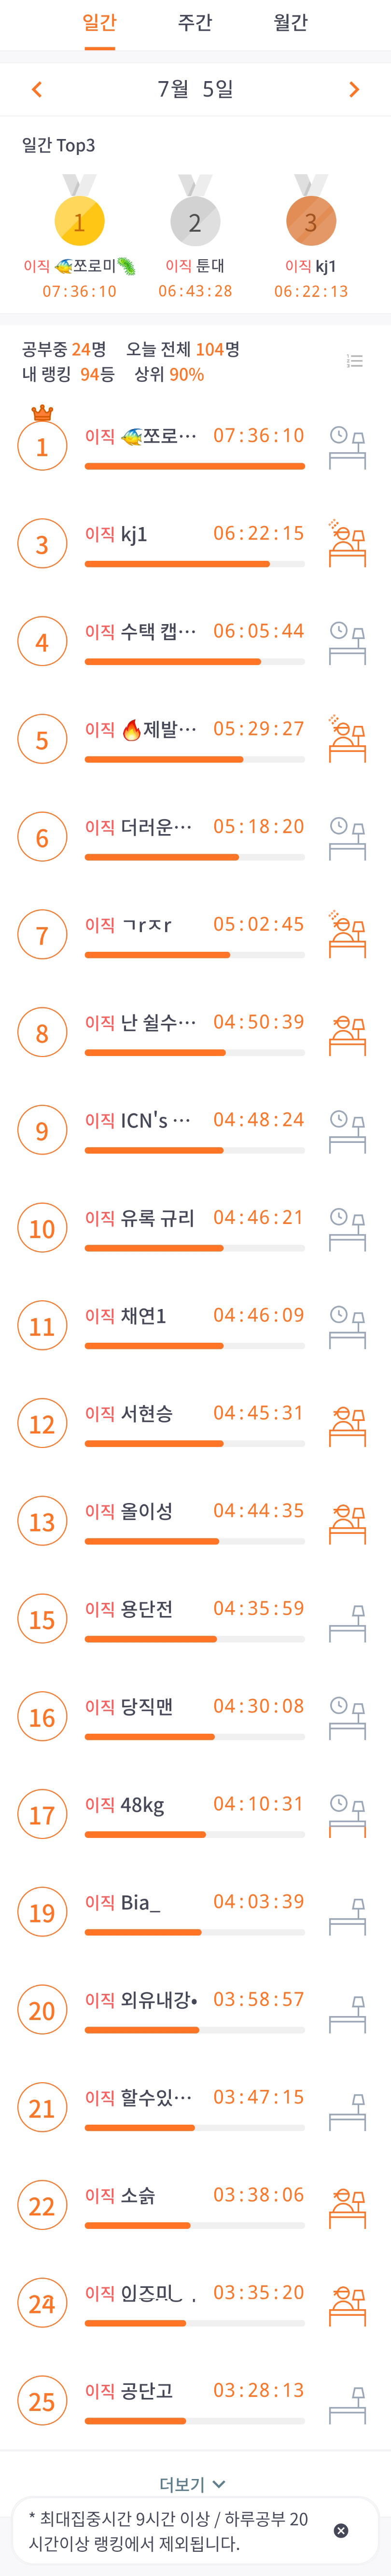 일간 주간 월간
7월 5일
일간 Top3
1 2 3
이직 쪼로미 이직 툰대 이직 kj1
07:36:10 06:43:28 06:22:13
공부중 24명 오늘 전체 104명
내 랭킹 94등 상위 90%
1 이직 쪼로… 07:36:10
3 이직 kj1 06:22:15
4 이직 수택 캡… 06:05:44
5 이직 🔥제발… 05:29:27
6 이직 더러운… 05:18:20
7 이직 ㄱrㅈr 05:02:45
8 이직 난 쉴수… 04:50:39
9 이직 ICN's … 04:48:24
10 이직 유록 규리 04:46:21
11 이직 채연1 04:46:09
12 이직 서현승 04:45:31
13 이직 올이성 04:44:35
15 이직 용단전 04:35:59
16 이직 당직맨 04:30:08
17 이직 48kg 04:10:31
19 이직 Bia_ 04:03:39
20 이직 외유내강• 03:58:57
21 이직 할수있… 03:47:15
22 이직 소슭 03:38:06
24 이직 03:35:20
25 이직 공단고 03:28:13
더보기
* 최대집중시간 9시간 이상 / 하루공부 20
시간이상 랭킹에서 제외됩니다.